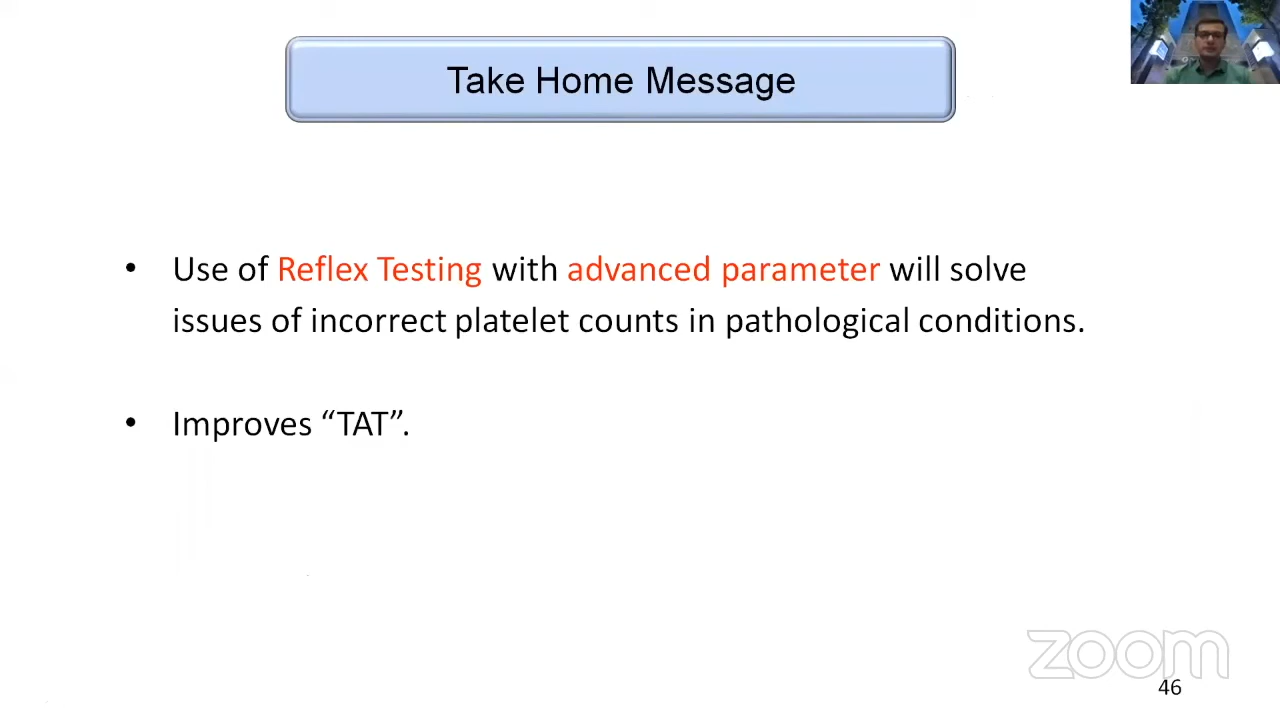 Take Home Message
• Use of Reflex Testing with advanced parameter will solve
issues of incorrect platelet counts in pathological conditions.
• Improves “TAT”.
zoom
46